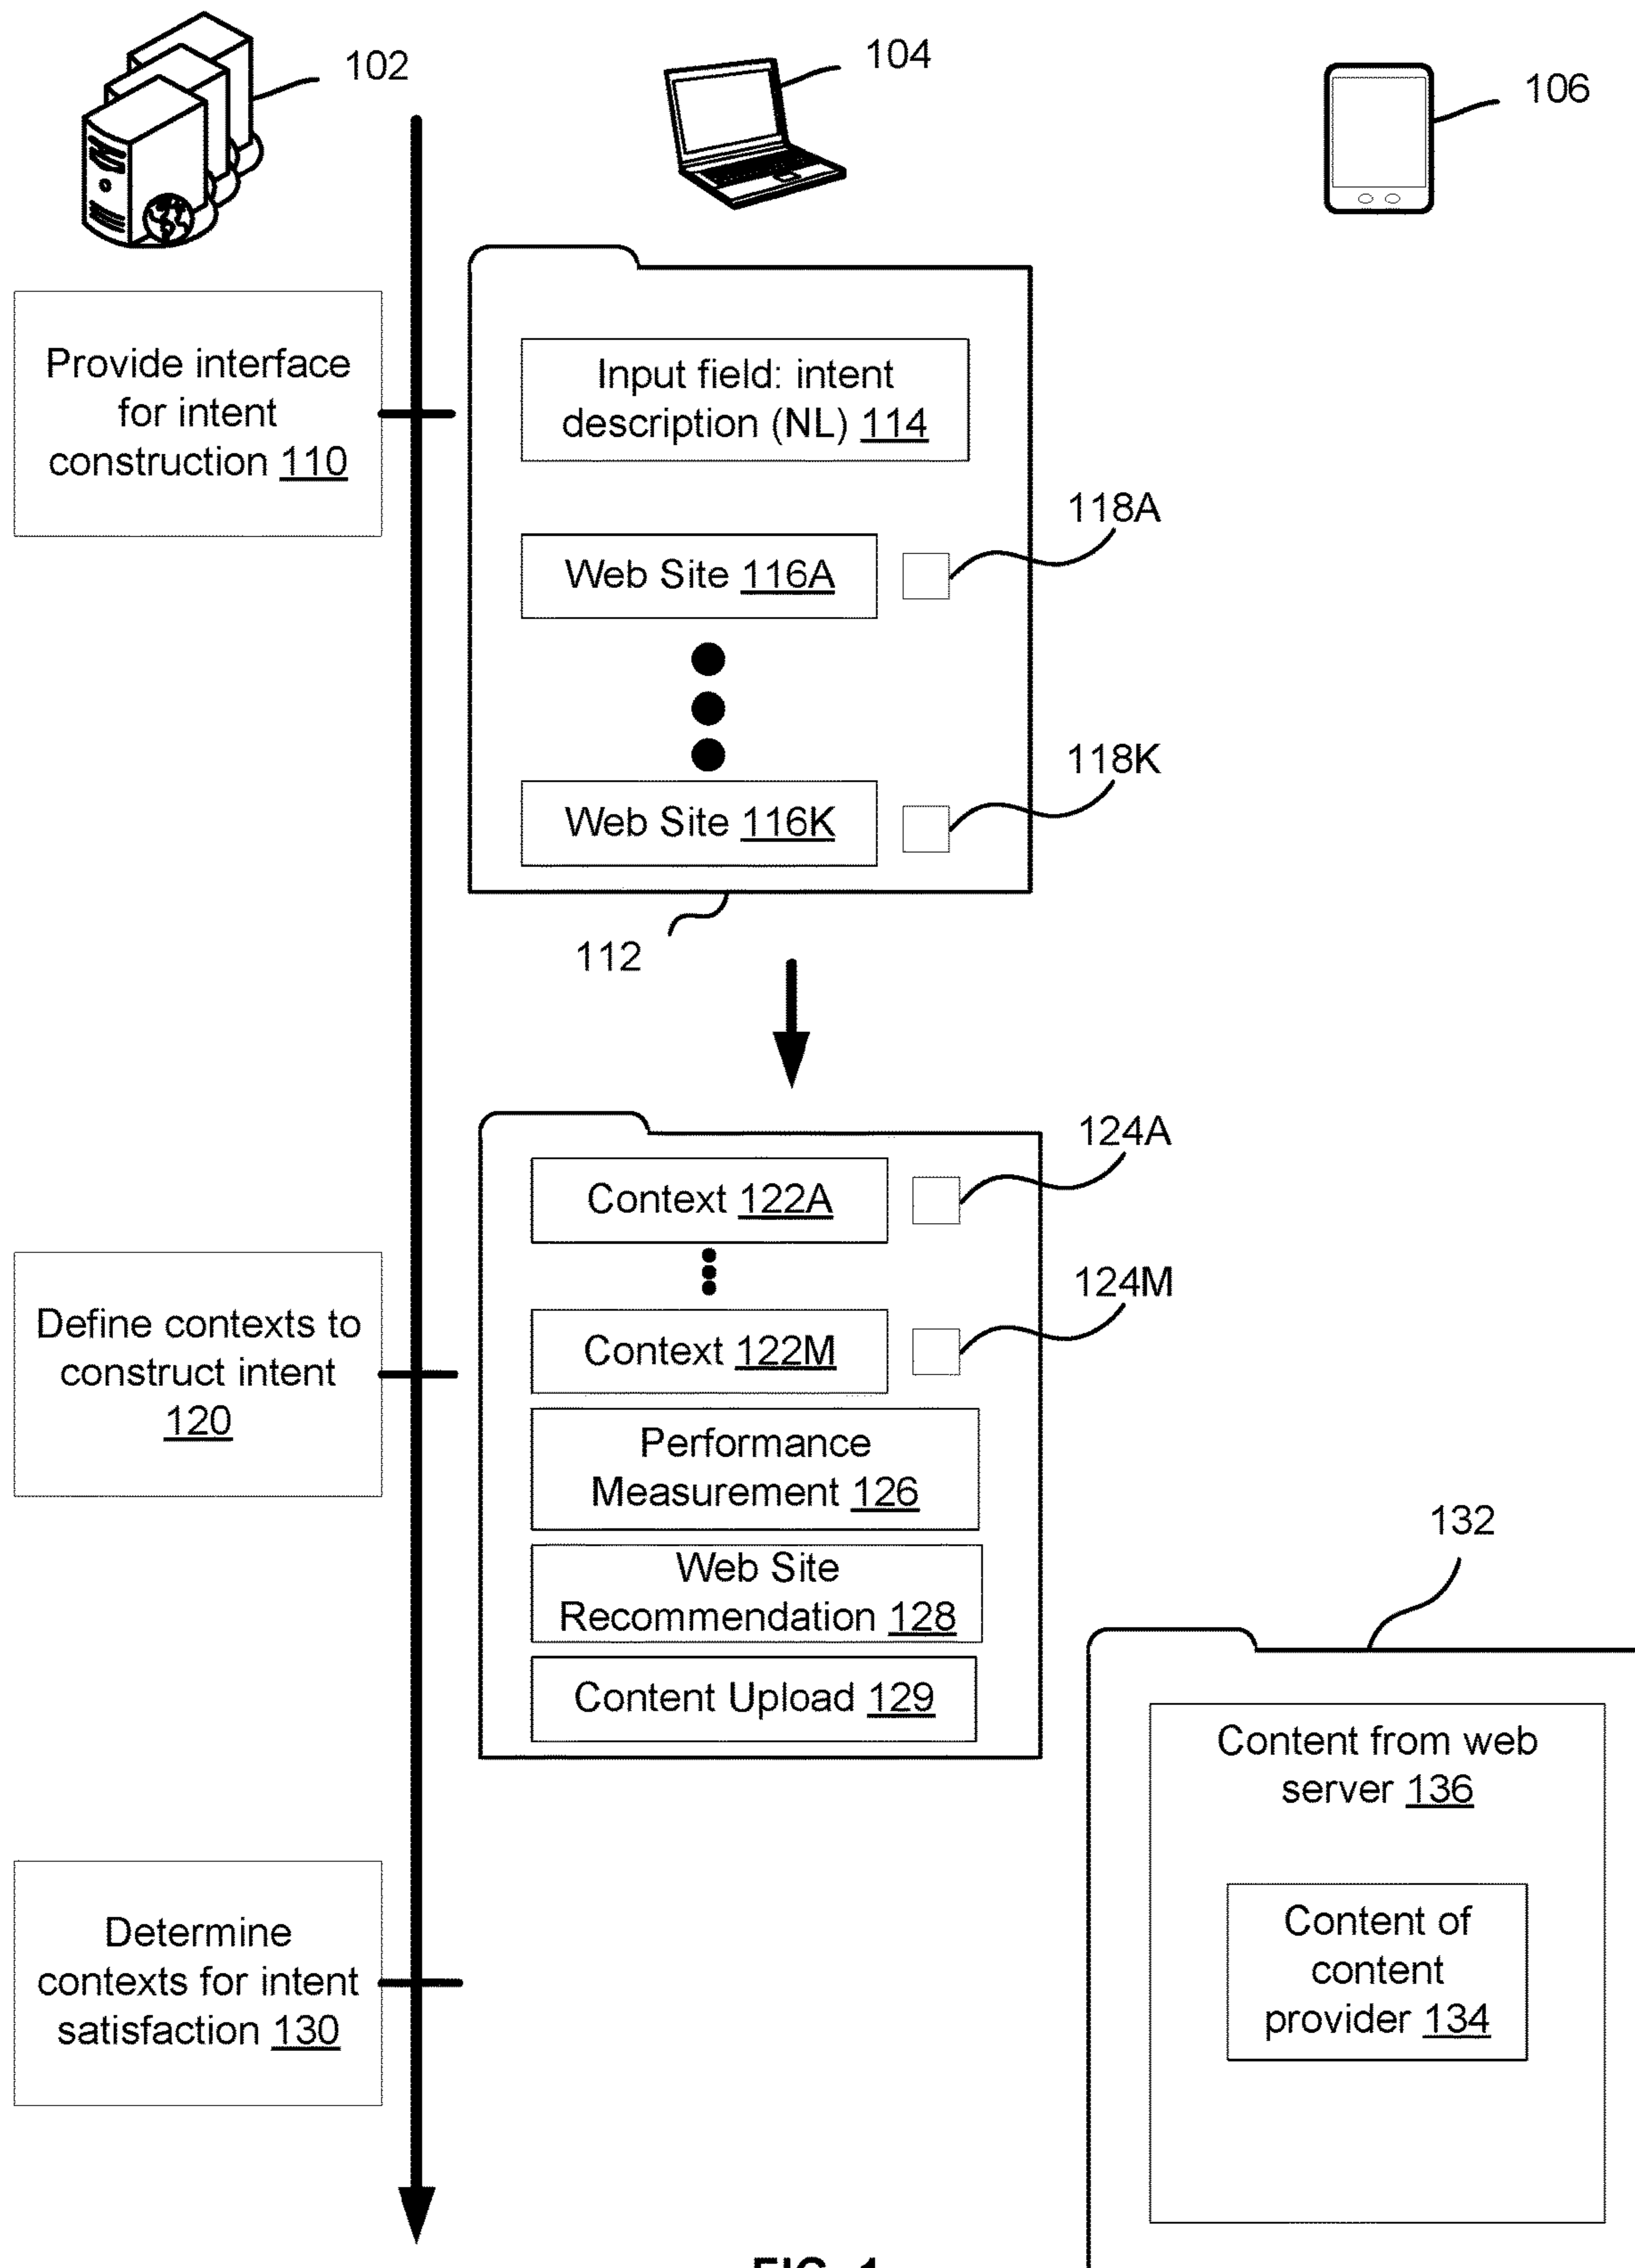 102
104
106
Provide interface
for intent
construction 110
Input field: intent
description (NL) 114
118A
Web Site 116A
118K
Web Site 116K
112
124A
Context 122A
124M
Context 122M
Define contexts to
construct intent
120
Performance
Measurement 126
Web Site
Recommendation 128
Content Upload 129
132
Content from web
server 136
Content of
content
provider 134
Determine
contexts for intent
satisfaction 130
FIG. 1